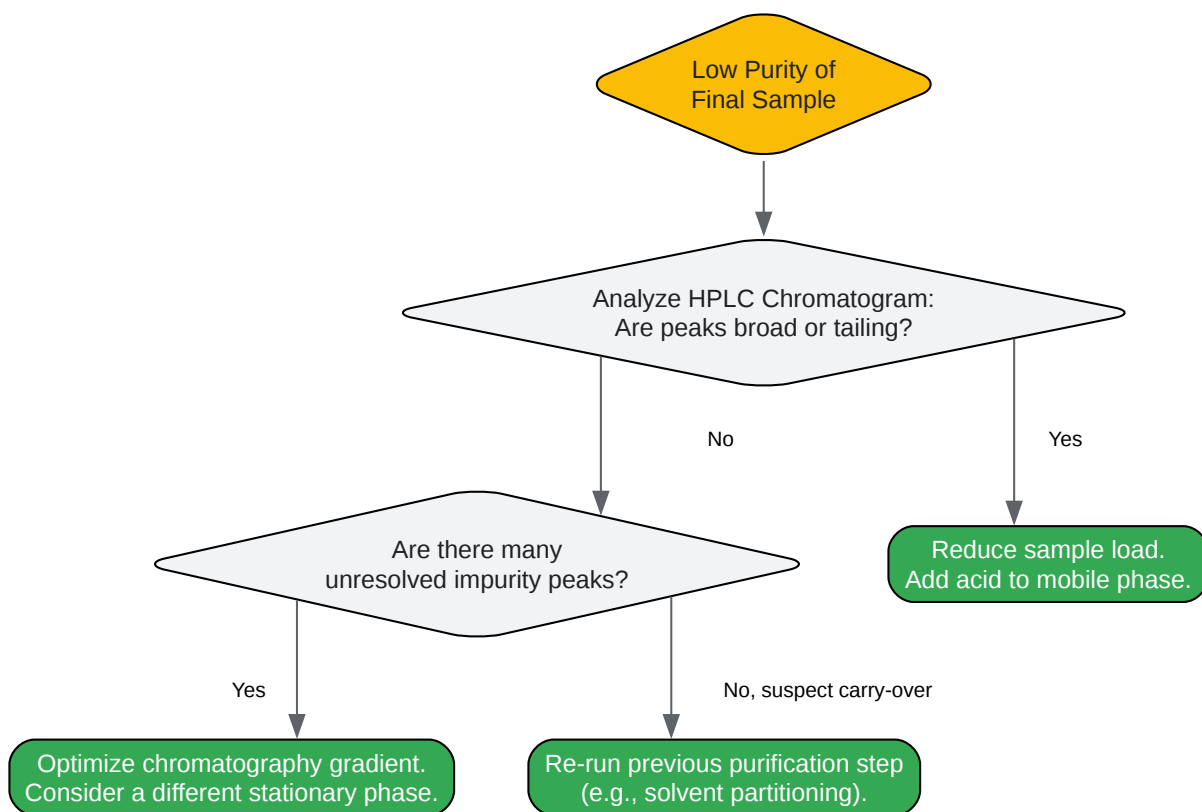 Low Purity of
Final Sample
Analyze HPLC Chromatogram:
Are peaks broad or tailing?
No
Yes
Are there many
unresolved impurity peaks?
Reduce sample load.
Add acid to mobile phase.
Yes
No, suspect carry-over
Optimize chromatography gradient.
Consider a different stationary phase.
Re-run previous purification step
(e.g., solvent partitioning).